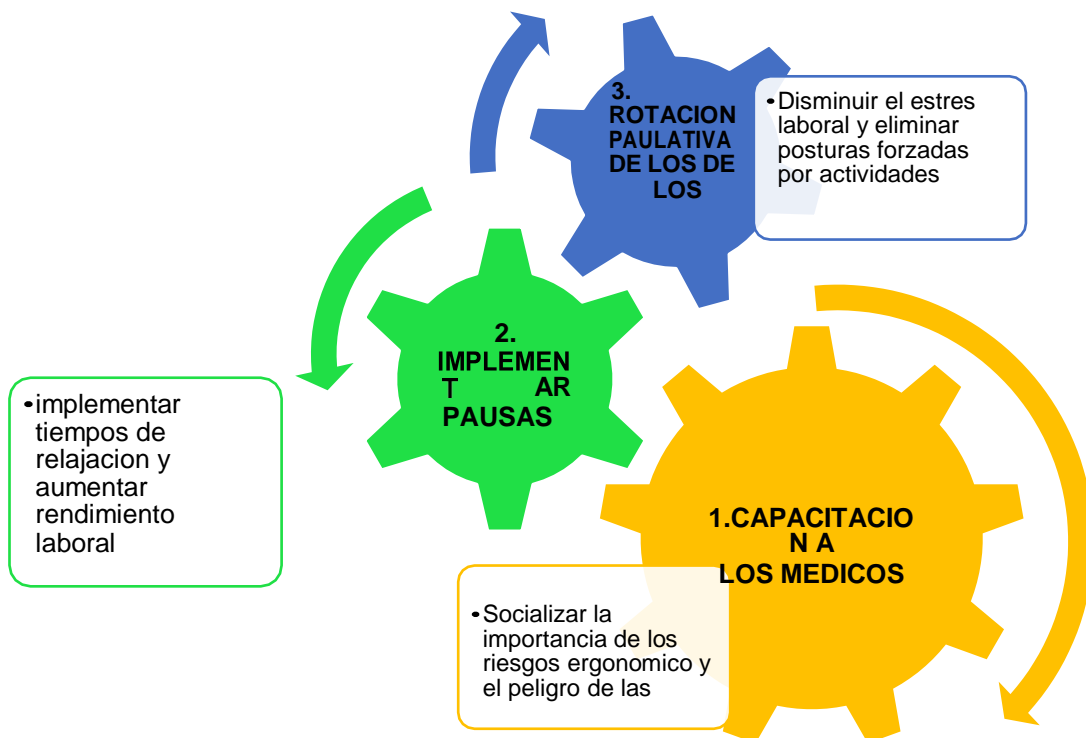 3.
ROTACION
PAULATIVA
DE LOS DE
LOS
•Disminuir el estres
laboral y eliminar
posturas forzadas
por actividades
2.
IMPLEMEN
T AR
PAUSAS
•implementar
tiempos de
relajacion y
aumentar
rendimiento
laboral
1.CAPACITACIO
N A
LOS MEDICOS
•Socializar la
importancia de los
riesgos ergonomico y
el peligro de las